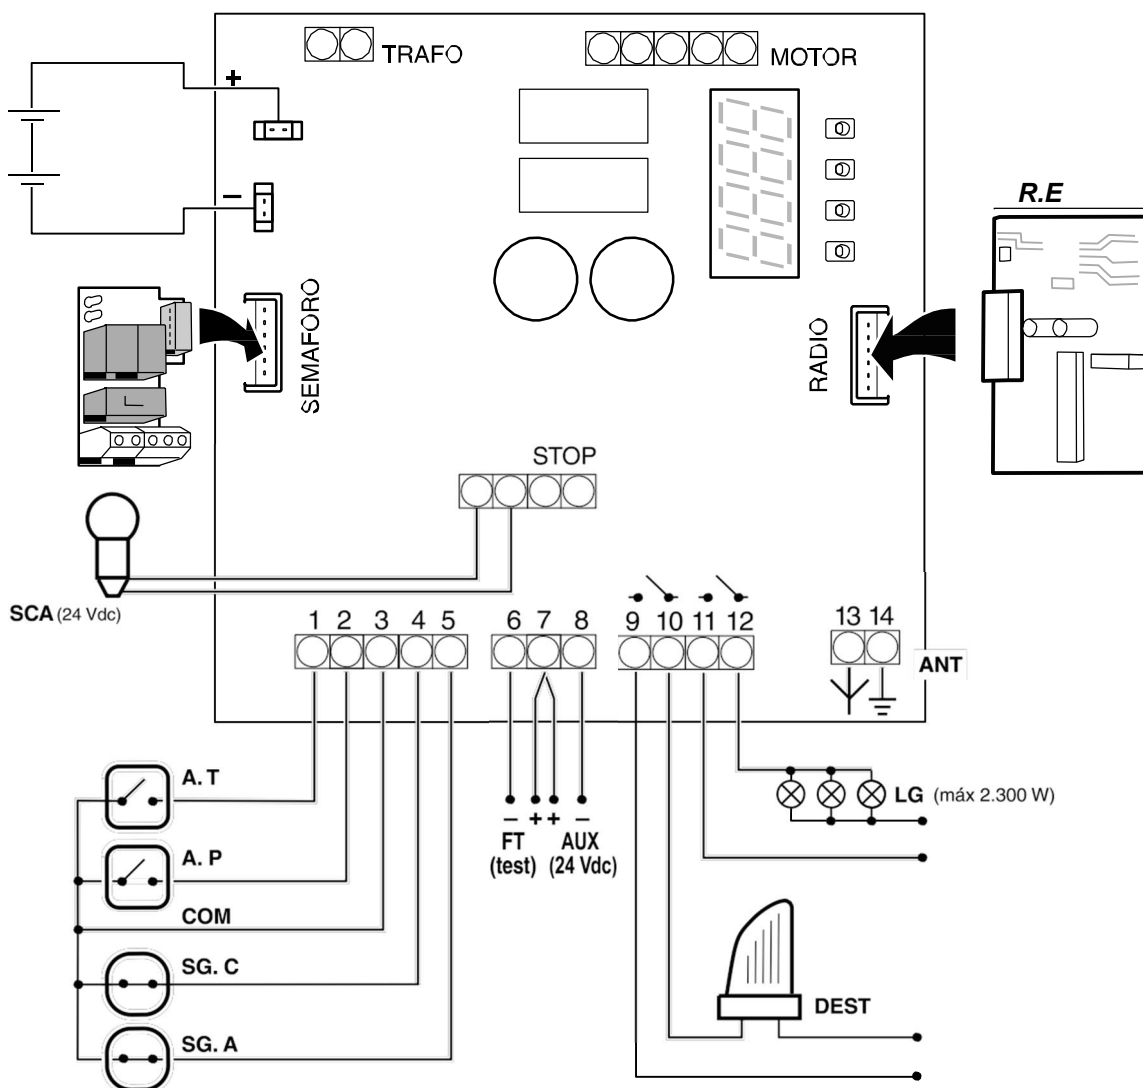 TRAFO
MOTOR
+
−
R.E
SEMAFORO
RADIO
STOP
SCA (24 Vdc)
1 2 3 4 5
6 7 8
9 10 11 12
13 14
ANT
A. T
A. P
COM
SG. C
SG. A
− + + −
FT
(test)
AUX
(24 Vdc)
LG (máx 2.300 W)
DEST